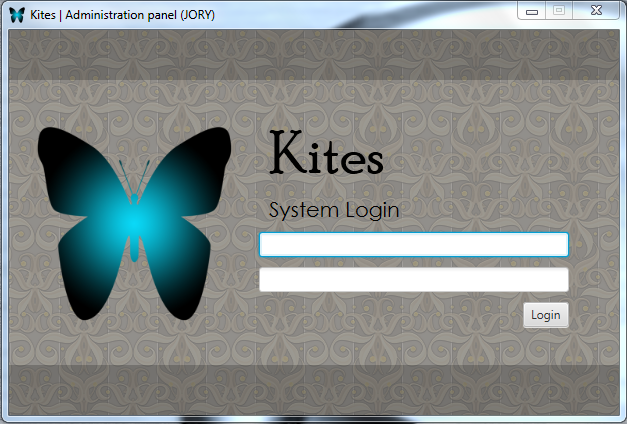 Kites | Administration panel (JORY)
Kites
System Login
Login